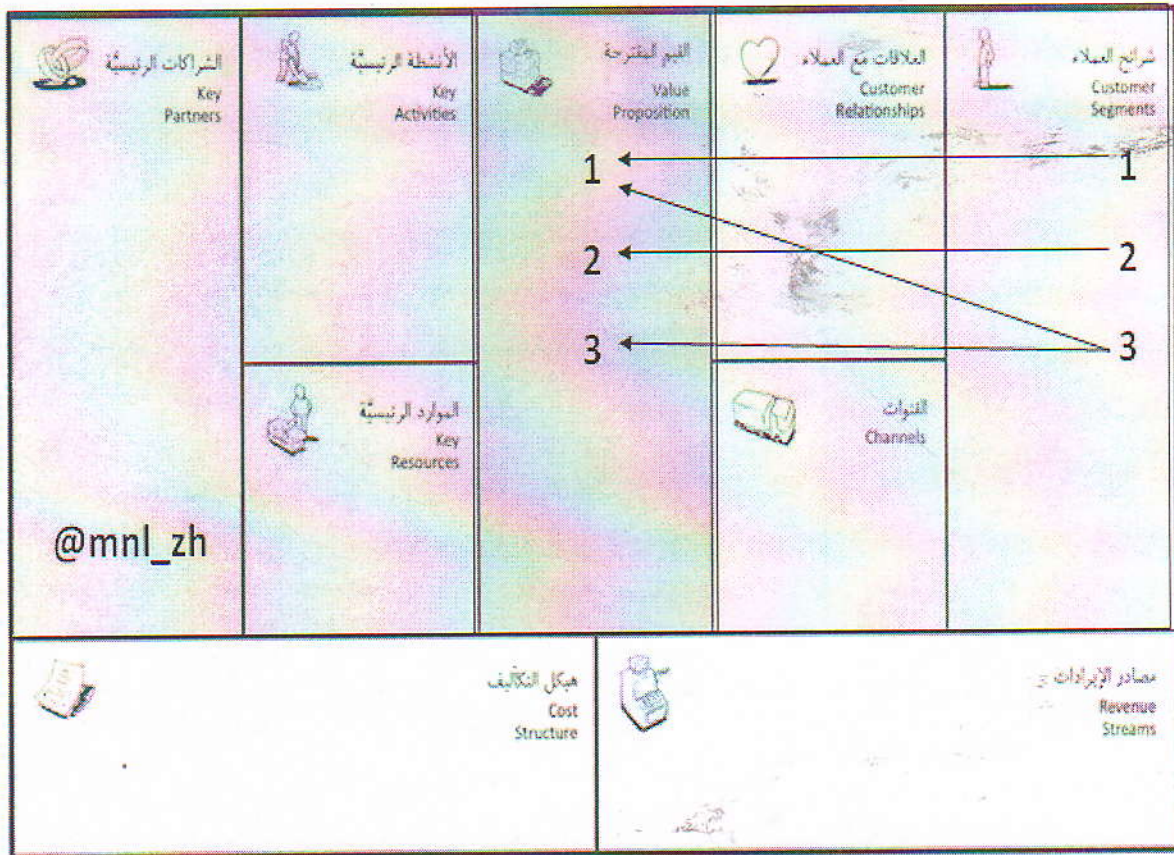 الشراكات الرئيسيَّة
Key
Partners
الأنشطة الرئيسيَّة
Key
Activities
القيم المقترحة
Value
Proposition
العلاقات مع العملاء
Customer
Relationships
شرائح العملاء
Customer
Segments
1
1
2
2
3
3
الموارد الرئيسيَّة
Key
Resources
القنوات
Channels
@mnl_zh
هيكل التكاليف
Cost
Structure
مصادر الإيرادات
Revenue
Streams